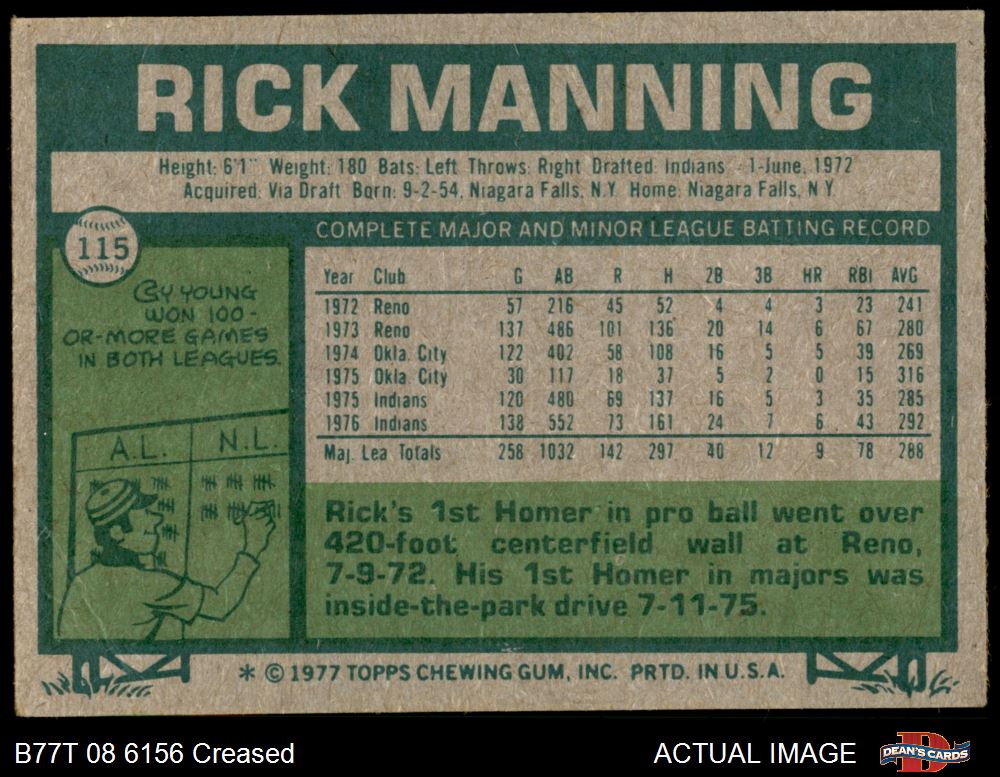 RICK MANNING
Height: 6'1" Weight: 180 Bats: Left Throws: Right Drafted: Indians - 1-June, 1972
Acquired: Via Draft Born: 9-2-54, Niagara Falls, N.Y. Home: Niagara Falls, N.Y.
115
CY YOUNG
WON 100-
OR-MORE GAMES
IN BOTH LEAGUES.
A.L. N.L.
COMPLETE MAJOR AND MINOR LEAGUE BATTING RECORD
Year Club G AB R H 2B 3B HR RBI AVG
1972 Reno 57 216 45 52 4 4 3 23 241
1973 Reno 137 486 101 136 20 14 6 67 280
1974 Okla. City 122 402 58 108 16 5 5 39 269
1975 Okla. City 30 117 18 37 5 2 0 15 316
1975 Indians 120 480 69 137 16 5 3 35 285
1976 Indians 138 552 73 161 24 7 6 43 292
Maj. Lea Totals 258 1032 142 297 40 12 9 78 288
Rick's 1st Homer in pro ball went over
420-foot centerfield wall at Reno,
7-9-72. His 1st Homer in majors was
inside-the-park drive 7-11-75.
* © 1977 TOPPS CHEWING GUM, INC. PRTD. IN U.S.A.
B77T 08 6156 Creased
ACTUAL IMAGE
DEAN'S CARDS